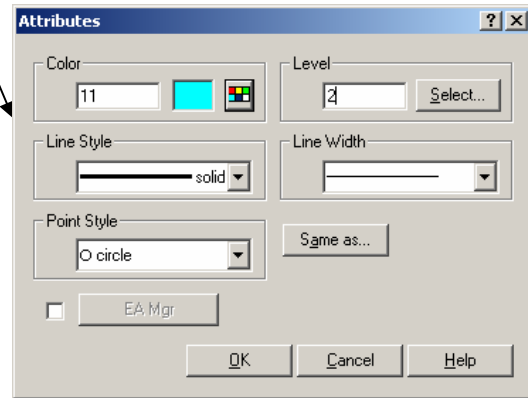 Attributes
Color
Level
11
2
Select...
Line Style
Line Width
solid
Point Style
O circle
Same as...
EA Mgr
OK
Cancel
Help